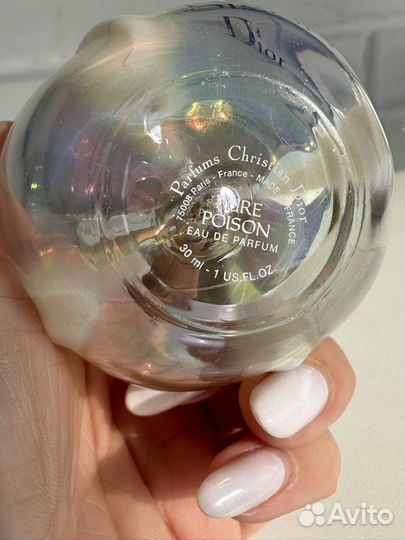 Dior
Parfums Christian Dior
75008 Paris - France - MADE IN FRANCE
PURE
POISON
EAU DE PARFUM
30 ml - 1 US.FL.OZ.
Avito